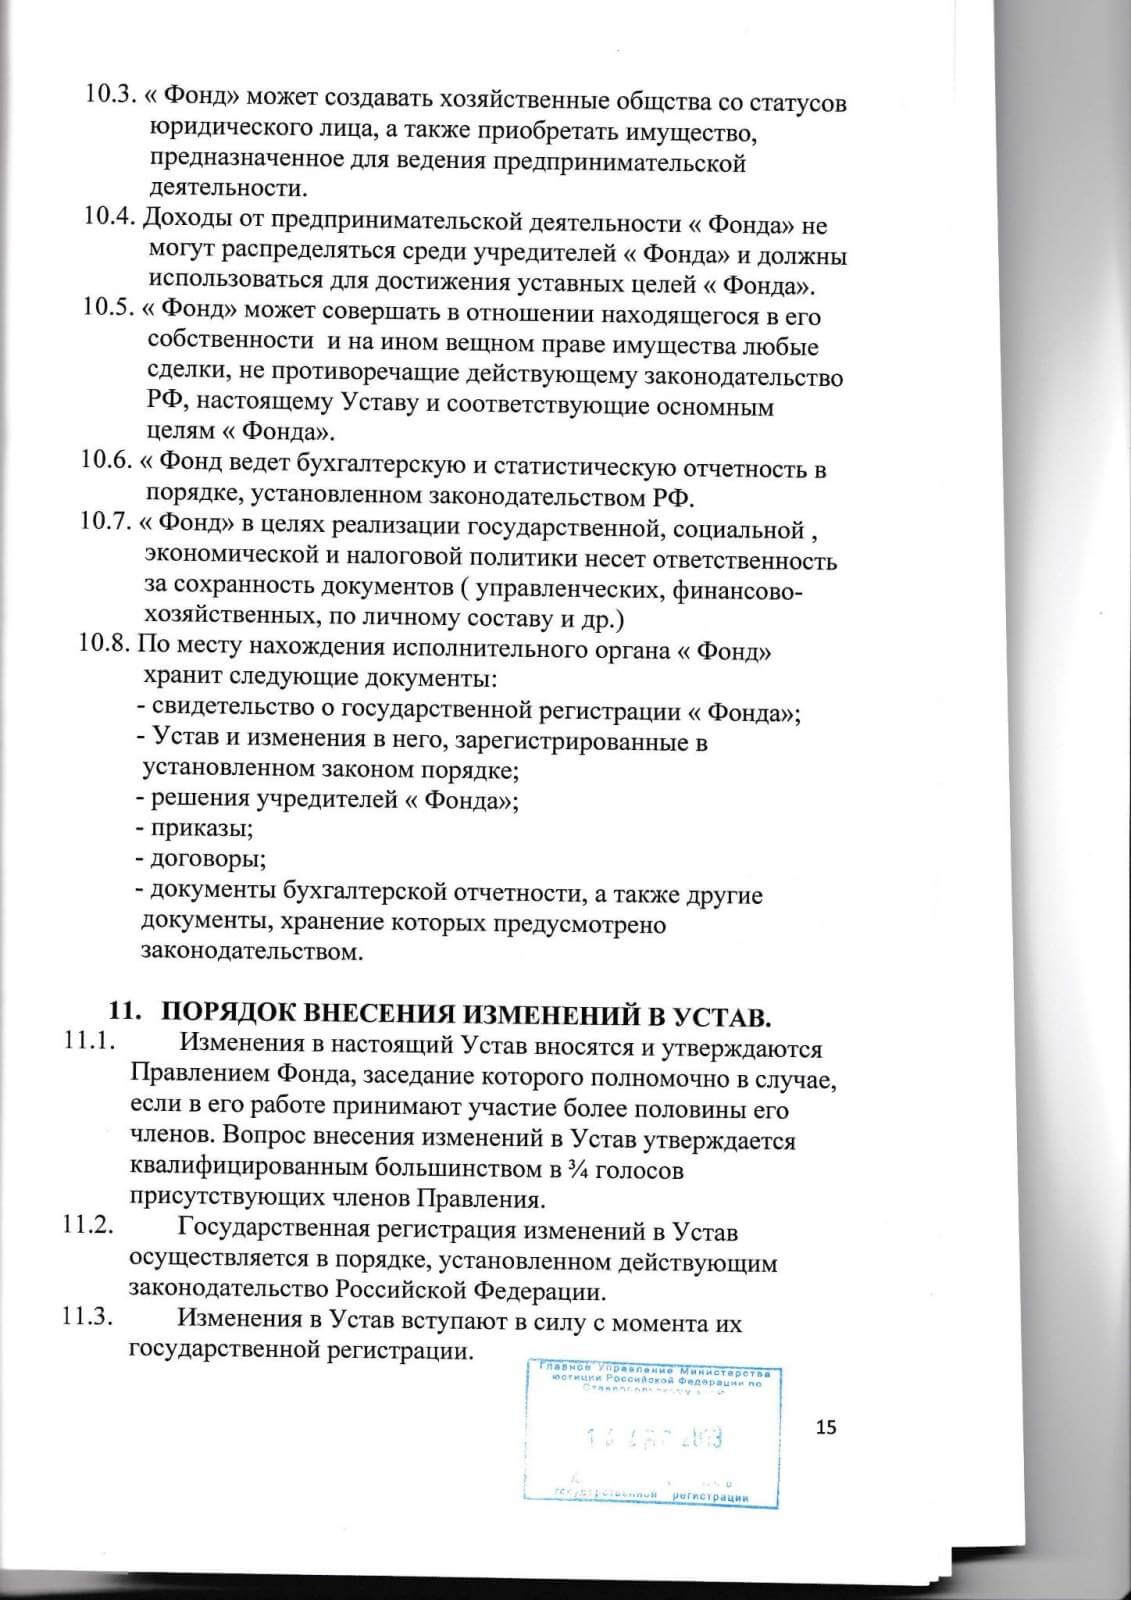 10.3. « Фонд» может создавать хозяйственные общства со статусов
юридического лица, а также приобретать имущество,
предназначенное для ведения предпринимательской
деятельности.
10.4. Доходы от предпринимательской деятельности « Фонда» не
могут распределяться среди учредителей « Фонда» и должны
использоваться для достижения уставных целей « Фонда».
10.5. « Фонд» может совершать в отношении находящегося в его
собственности и на ином вещном праве имущества любые
сделки, не противоречащие действующему законодательство
РФ, настоящему Уставу и соответствующие осномным
целям « Фонда».
10.6. « Фонд ведет бухгалтерскую и статистическую отчетность в
порядке, установленном законодательством РФ.
10.7. « Фонд» в целях реализации государственной, социальной ,
экономической и налоговой политики несет ответственность
за сохранность документов ( управленческих, финансово-
хозяйственных, по личному составу и др.)
10.8. По месту нахождения исполнительного органа « Фонд»
хранит следующие документы:
- свидетельство о государственной регистрации « Фонда»;
- Устав и изменения в него, зарегистрированные в
установленном законом порядке;
- решения учредителей « Фонда»;
- приказы;
- договоры;
- документы бухгалтерской отчетности, а также другие
документы, хранение которых предусмотрено
законодательством.
11. ПОРЯДОК ВНЕСЕНИЯ ИЗМЕНЕНИЙ В УСТАВ.
11.1. Изменения в настоящий Устав вносятся и утверждаются
Правлением Фонда, заседание которого полномочно в случае,
если в его работе принимают участие более половины его
членов. Вопрос внесения изменений в Устав утверждается
квалифицированным большинством в ¾ голосов
присутствующих членов Правления.
11.2. Государственная регистрация изменений в Устав
осуществляется в порядке, установленном действующим
законодательство Российской Федерации.
11.3. Изменения в Устав вступают в силу с момента их
государственной регистрации.
Главное Управление Министерства
юстиции Российской Федерации по
государственной регистрации
15